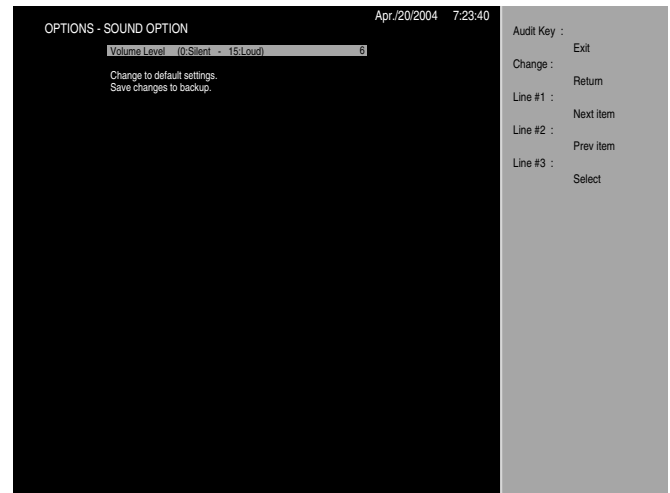 Apr./20/2004 7:23:40
OPTIONS - SOUND OPTION
Volume Level (0:Silent - 15:Loud) 6
Change to default settings.
Save changes to backup.
Audit Key :
Exit
Change :
Return
Line #1 :
Next item
Line #2 :
Prev item
Line #3 :
Select